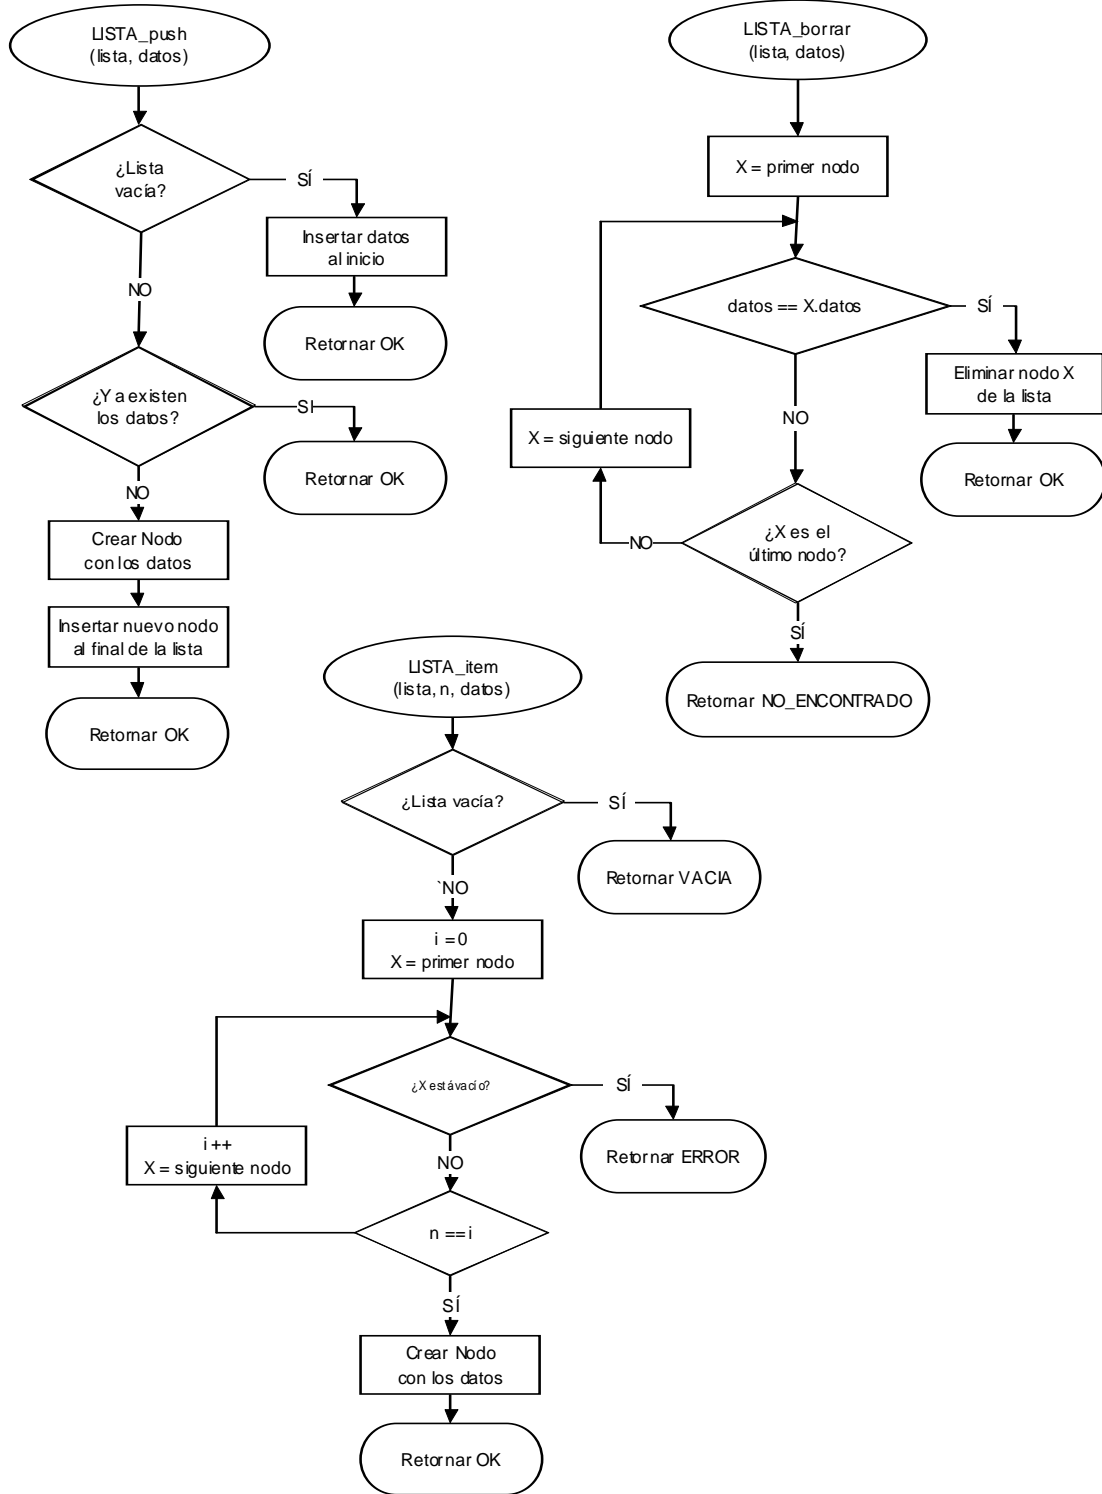 LISTA_push
(lista, datos)
¿Lista
vacía?
SÍ
Insertar datos
al inicio
Retornar OK
NO
¿Ya existen
los datos?
SI
Retornar OK
NO
Crear Nodo
con los datos
Insertar nuevo nodo
al final de la lista
Retornar OK
LISTA_borrar
(lista, datos)
X = primer nodo
datos == X.datos
SÍ
Eliminar nodo X
de la lista
Retornar OK
NO
X = siguiente nodo
¿X es el
último nodo?
NO
SÍ
Retornar NO_ENCONTRADO
LISTA_item
(lista, n, datos)
¿Lista vacía?
SÍ
Retornar VACIA
`NO
i = 0
X = primer nodo
¿X está vacío?
SÍ
Retornar ERROR
NO
i ++
X = siguiente nodo
n == i
SÍ
Crear Nodo
con los datos
Retornar OK